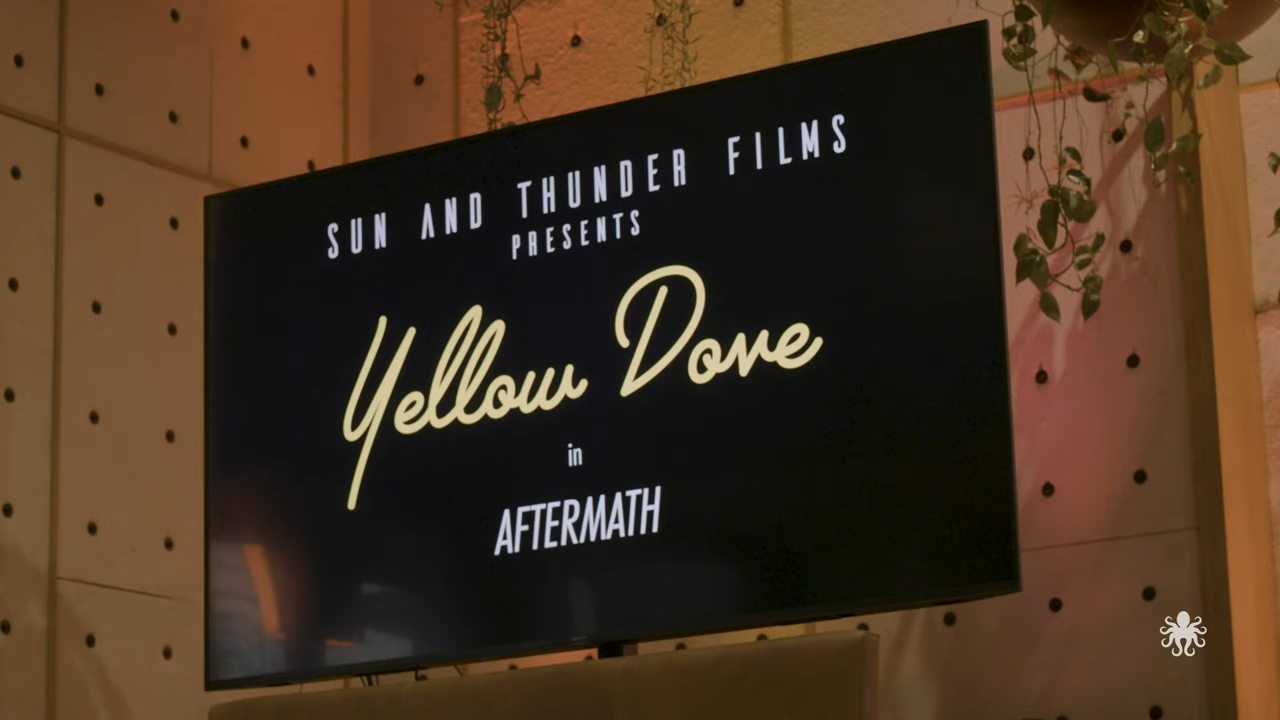 SUN AND THUNDER FILMS
PRESENTS
Yellow Dove
in
AFTERMATH